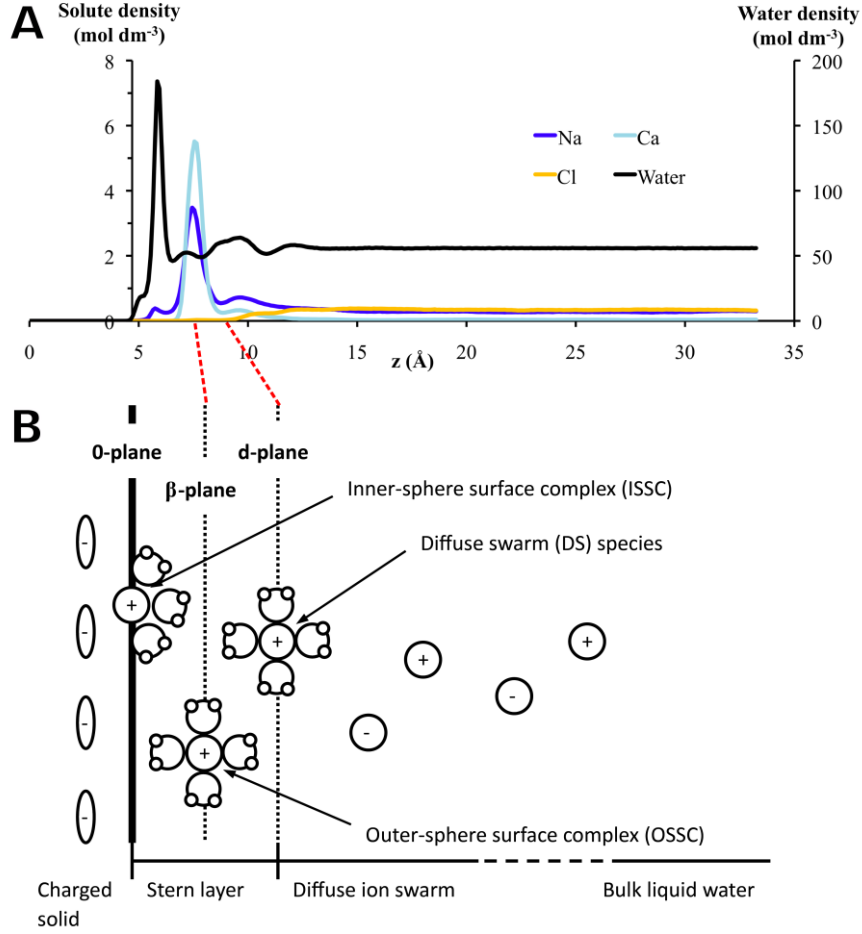 A
Solute density
(mol dm-3)
Water density
(mol dm-3)
8
6
4
2
0
200
150
100
50
0
Na
Ca
Cl
Water
0
5
10
15
20
25
30
35
z (Å)
B
0-plane
d-plane
β-plane
Inner-sphere surface complex (ISSC)
Diffuse swarm (DS) species
Outer-sphere surface complex (OSSC)
-
-
-
-
+
+
+
+
-
-
+
Charged
solid
Stern layer
Diffuse ion swarm
Bulk liquid water